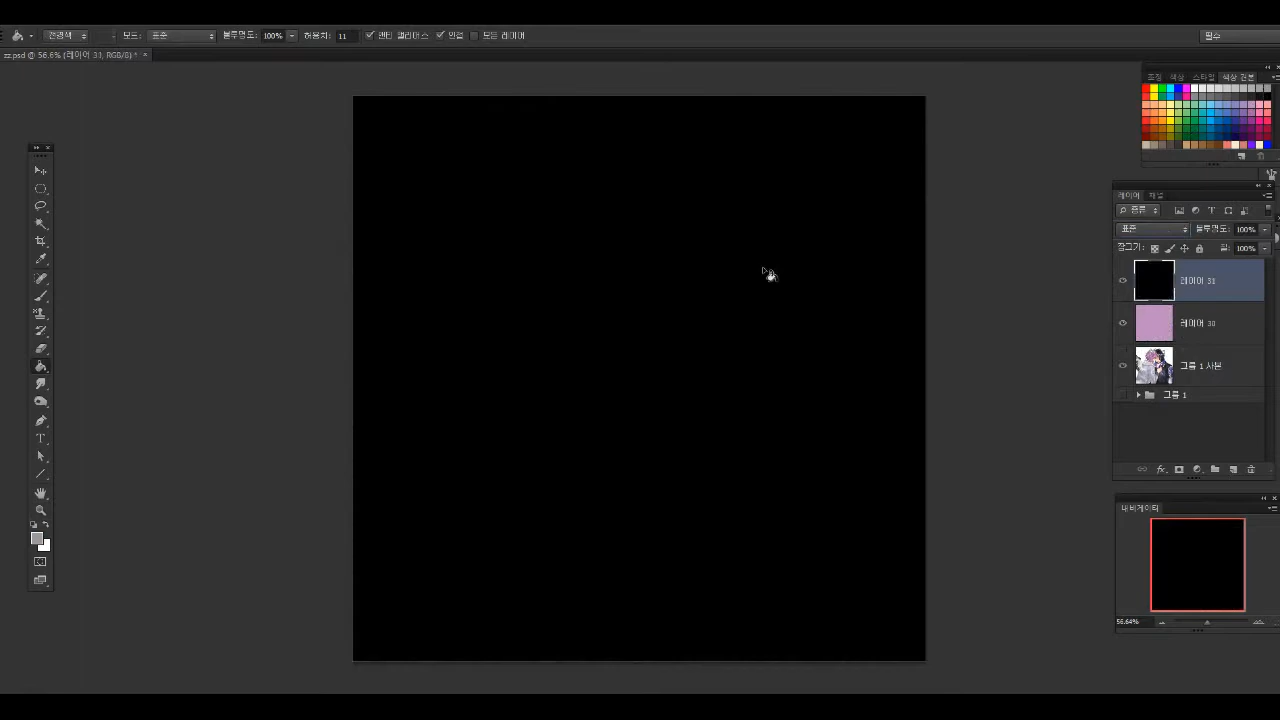 전경색 모드: 표준 불투명도: 100% 허용치: 11 앤티 앨리어스 인접 모든 레이어 필수
zz.psd @ 56.6% (레이어 31, RGB/8) * ×
조정 색상 스타일 색상 견본
레이어 채널
종류
표준 불투명도: 100%
잠그기: 칠: 100%
레이어 31
레이어 30
그룹 1 사본
그룹 1
내비게이터
56.64%